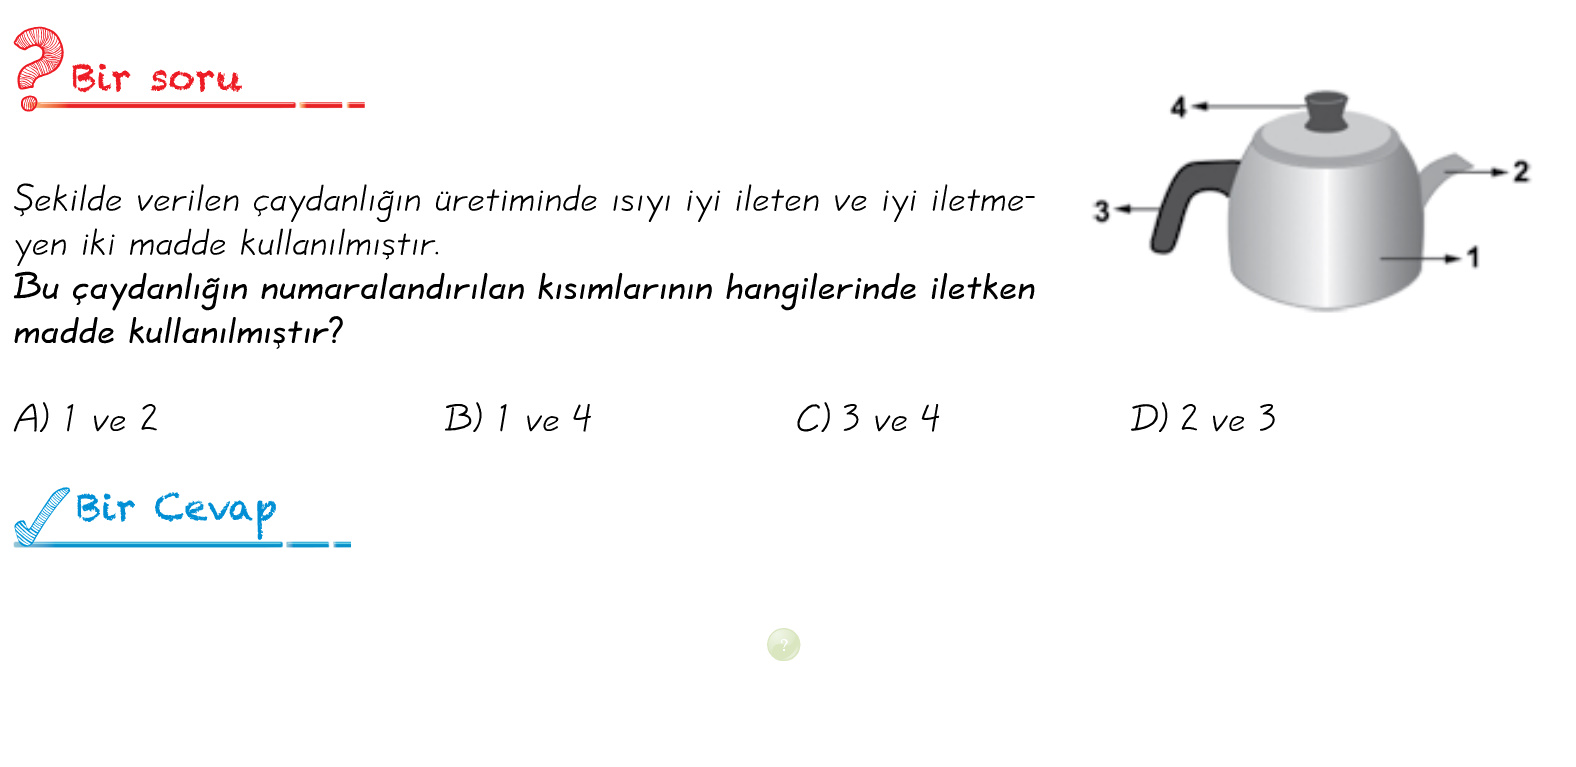 ? Bir soru
4
2
3
1
Şekilde verilen çaydanlığın üretiminde ısıyı iyi ileten ve iyi iletme-
yen iki madde kullanılmıştır.
Bu çaydanlığın numaralandırılan kısımlarının hangilerinde iletken
madde kullanılmıştır?
A) 1 ve 2 B) 1 ve 4 C) 3 ve 4 D) 2 ve 3
Bir Cevap
?